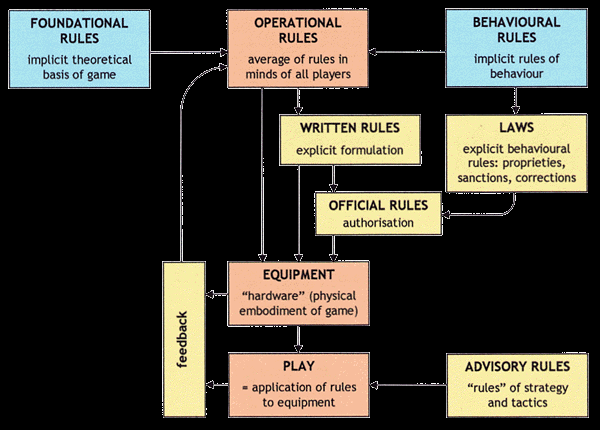 FOUNDATIONAL
RULES
implicit theoretical
basis of game
OPERATIONAL
RULES
average of rules in
minds of all players
BEHAVIOURAL
RULES
implicit rules of
behaviour
WRITTEN RULES
explicit formulation
LAWS
explicit behavioural
rules: proprieties,
sanctions, corrections
OFFICIAL RULES
authorisation
EQUIPMENT
“hardware” (physical
embodiment of game)
feedback
PLAY
= application of rules
to equipment
ADVISORY RULES
“rules” of strategy
and tactics